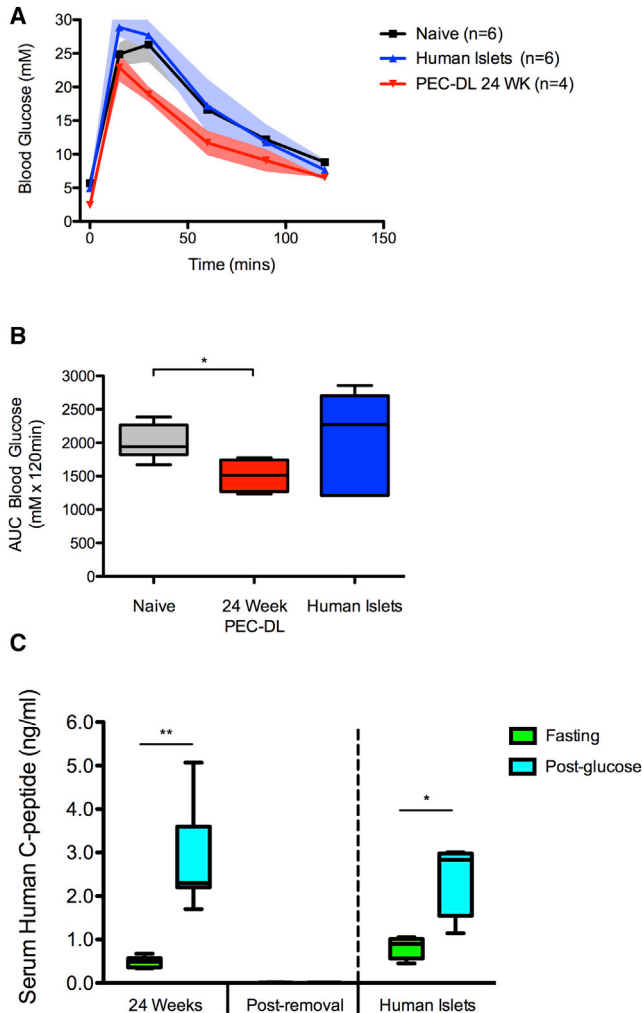 A
Blood Glucose (mM)
30
25
20
15
10
5
0
0
50
100
150
Time (mins)
Naive (n=6)
Human Islets (n=6)
PEC-DL 24 WK (n=4)
B
AUC Blood Glucose
(mM x 120min)
3000
2500
2000
1500
1000
500
0
*
Naive
24 Week
PEC-DL
Human Islets
C
Serum Human C-peptide (ng/ml)
6.0
5.0
4.0
3.0
2.0
1.0
0.0
**
*
Fasting
Post-glucose
24 Weeks
Post-removal
Human Islets